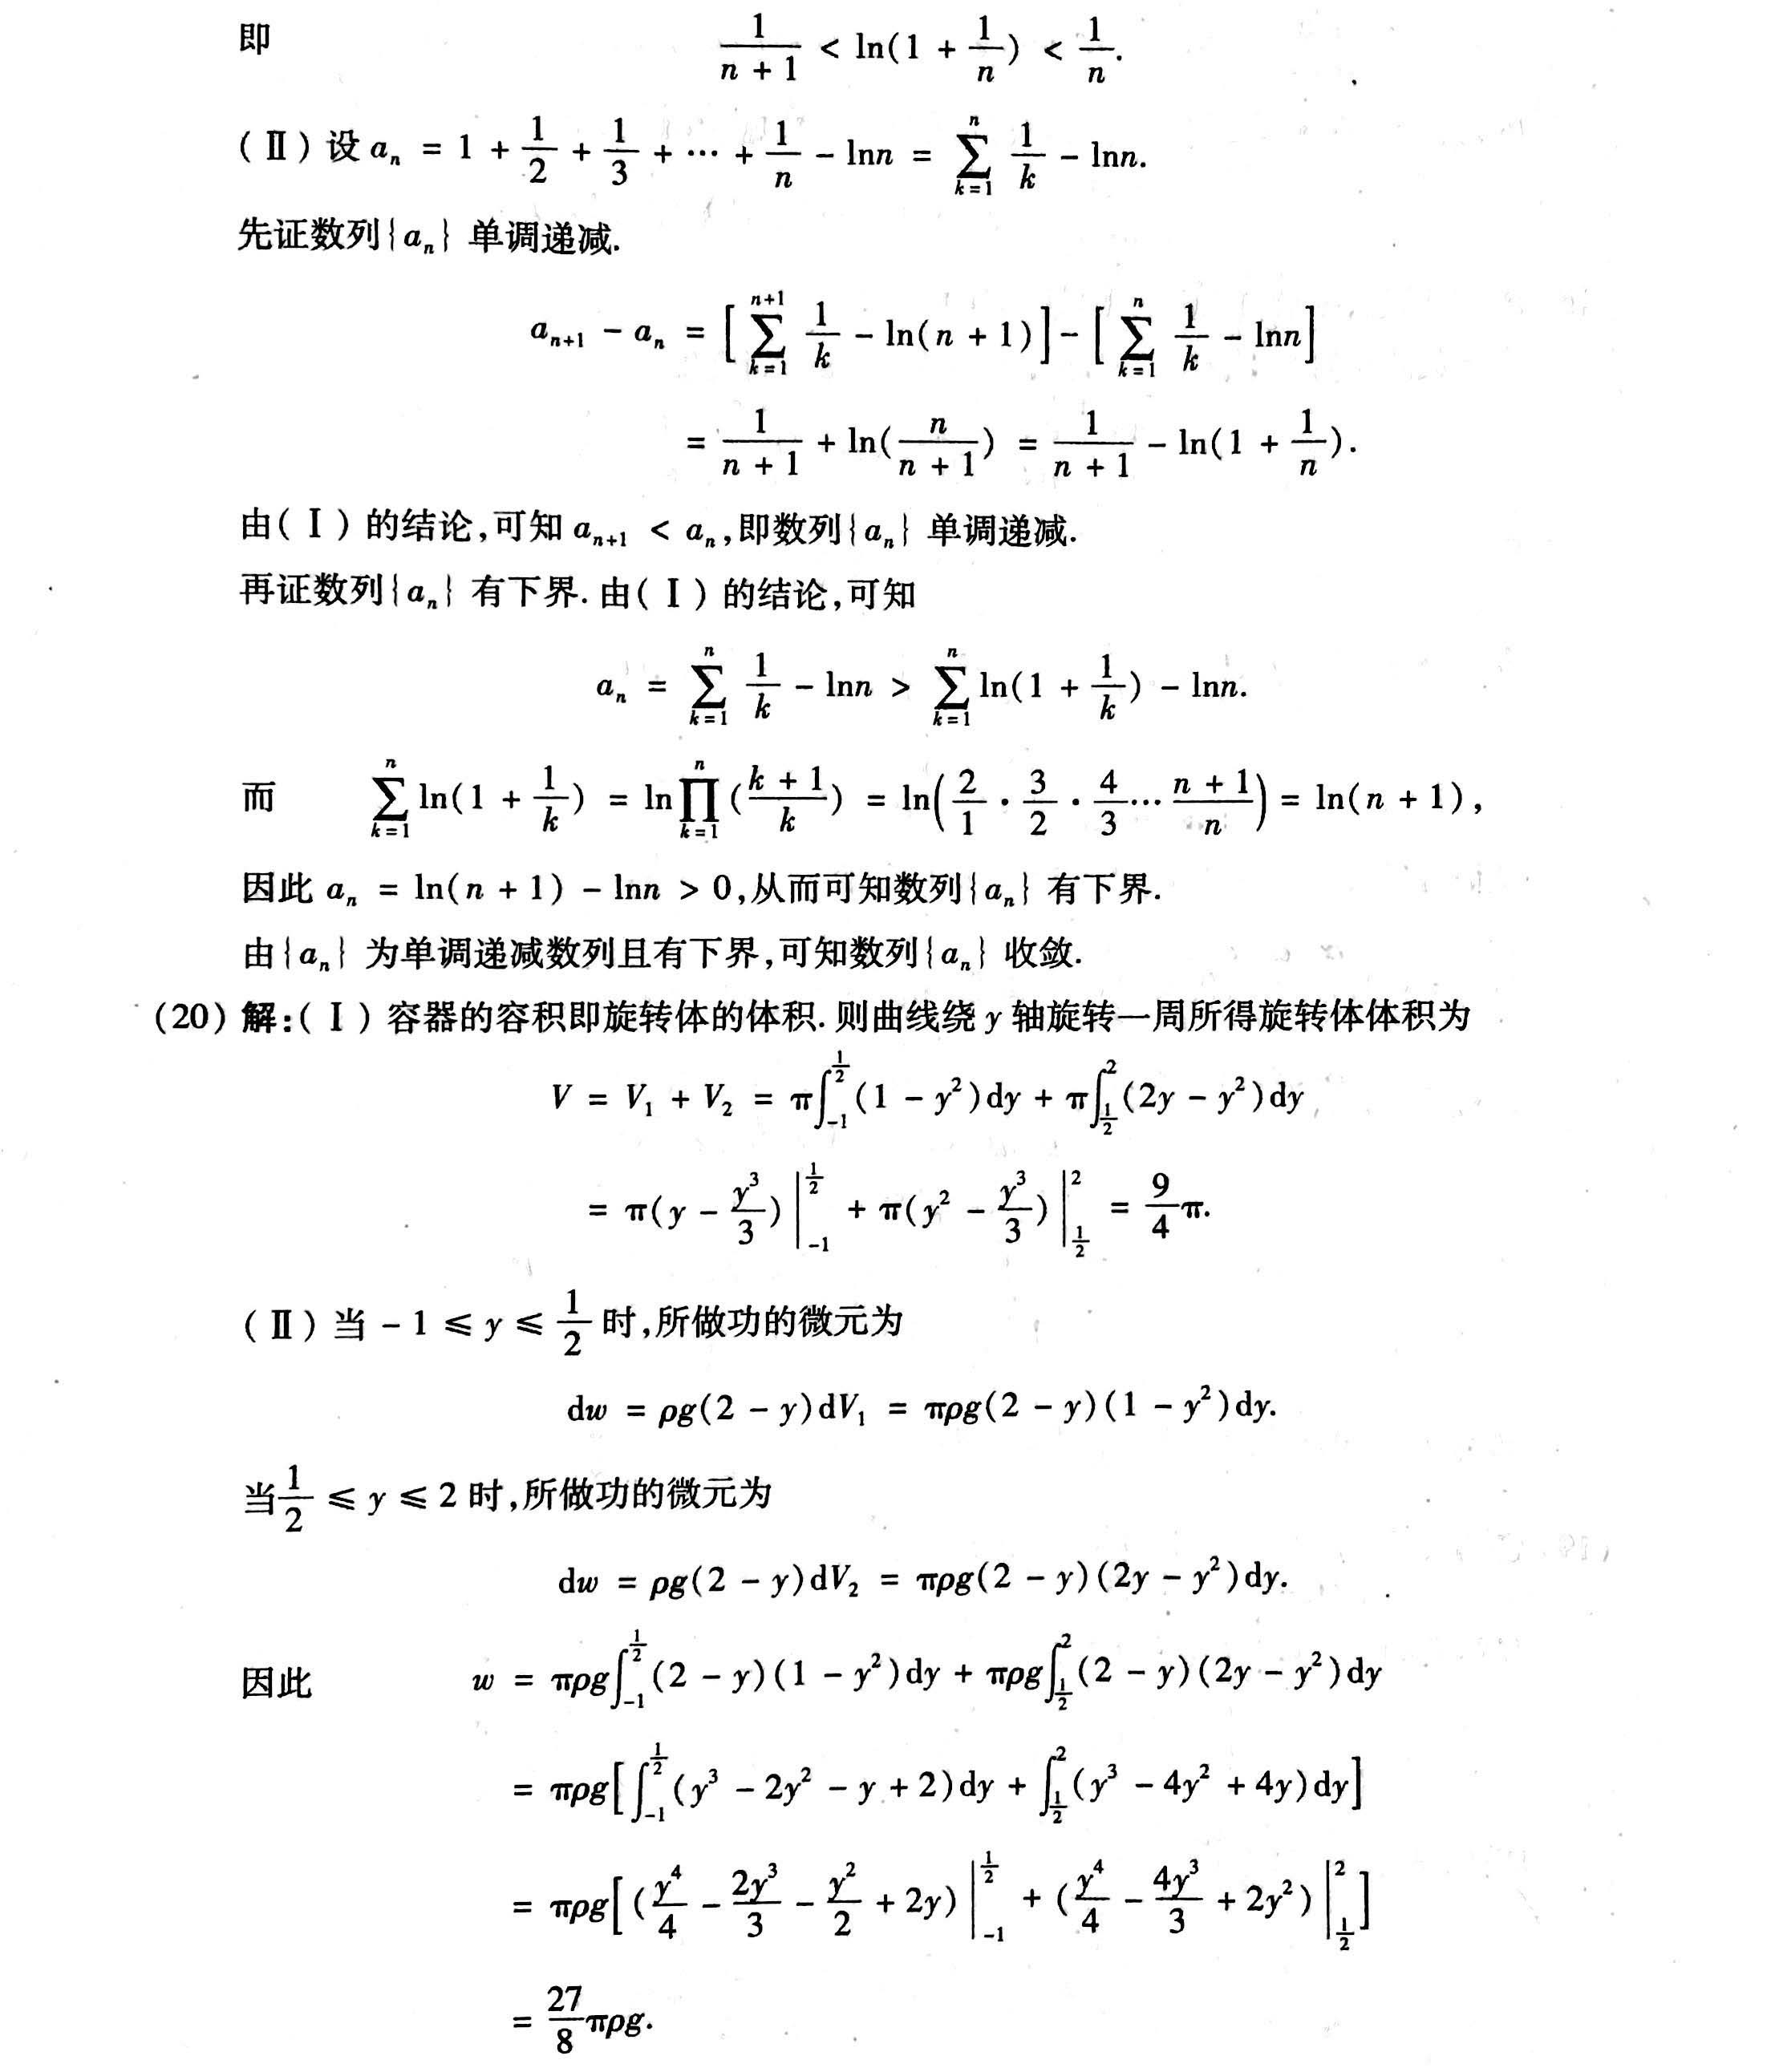 即 $\frac{1}{n+1} < \ln(1+\frac{1}{n}) < \frac{1}{n}.$
(Ⅱ)设 $a_n = 1+\frac{1}{2}+\frac{1}{3}+\cdots+\frac{1}{n}-\ln n = \sum_{k=1}^{n}\frac{1}{k}-\ln n.$
先证数列$\{a_n\}$ 单调递减.
$a_{n+1}-a_n = [\sum_{k=1}^{n+1}\frac{1}{k}-\ln(n+1)]-[\sum_{k=1}^{n}\frac{1}{k}-\ln n]$
$= \frac{1}{n+1}+\ln(\frac{n}{n+1}) = \frac{1}{n+1}-\ln(1+\frac{1}{n}).$
由(Ⅰ)的结论,可知 $a_{n+1} < a_n$,即数列$\{a_n\}$ 单调递减.
再证数列$\{a_n\}$ 有下界. 由(Ⅰ)的结论,可知
$a_n = \sum_{k=1}^{n}\frac{1}{k}-\ln n > \sum_{k=1}^{n}\ln(1+\frac{1}{k})-\ln n.$
而 $\sum_{k=1}^{n}\ln(1+\frac{1}{k}) = \ln\prod_{k=1}^{n}(\frac{k+1}{k}) = \ln(\frac{2}{1}\cdot\frac{3}{2}\cdot\frac{4}{3}\cdots\frac{n+1}{n}) = \ln(n+1),$
因此 $a_n = \ln(n+1)-\ln n > 0$,从而可知数列$\{a_n\}$ 有下界.
由$\{a_n\}$ 为单调递减数列且有下界,可知数列$\{a_n\}$ 收敛.
(20) 解:(Ⅰ)容器的容积即旋转体的体积. 则曲线绕 y 轴旋转一周所得旋转体体积为
$V = V_1+V_2 = \pi\int_{-1}^{\frac{1}{2}}(1-y^2)dy+\pi\int_{\frac{1}{2}}^{2}(2y-y^2)dy$
$= \pi(y-\frac{y^3}{3})|_{-1}^{\frac{1}{2}}+\pi(y^2-\frac{y^3}{3})|_{\frac{1}{2}}^{2} = \frac{9}{4}\pi.$
(Ⅱ)当 $-1 \leqslant y \leqslant \frac{1}{2}$ 时,所做功的微元为
$dw = \rho g(2-y)dV_1 = \pi\rho g(2-y)(1-y^2)dy.$
当$\frac{1}{2} \leqslant y \leqslant 2$ 时,所做功的微元为
$dw = \rho g(2-y)dV_2 = \pi\rho g(2-y)(2y-y^2)dy.$
因此 $w = \pi\rho g\int_{-1}^{\frac{1}{2}}(2-y)(1-y^2)dy+\pi\rho g\int_{\frac{1}{2}}^{2}(2-y)(2y-y^2)dy$
$= \pi\rho g[\int_{-1}^{\frac{1}{2}}(y^3-2y^2-y+2)dy+\int_{\frac{1}{2}}^{2}(y^3-4y^2+4y)dy]$
$= \pi\rho g[(\frac{y^4}{4}-\frac{2y^3}{3}-\frac{y^2}{2}+2y)|_{-1}^{\frac{1}{2}}+(\frac{y^4}{4}-\frac{4y^3}{3}+2y^2)|_{\frac{1}{2}}^{2}]$
$= \frac{27}{8}\pi\rho g.$